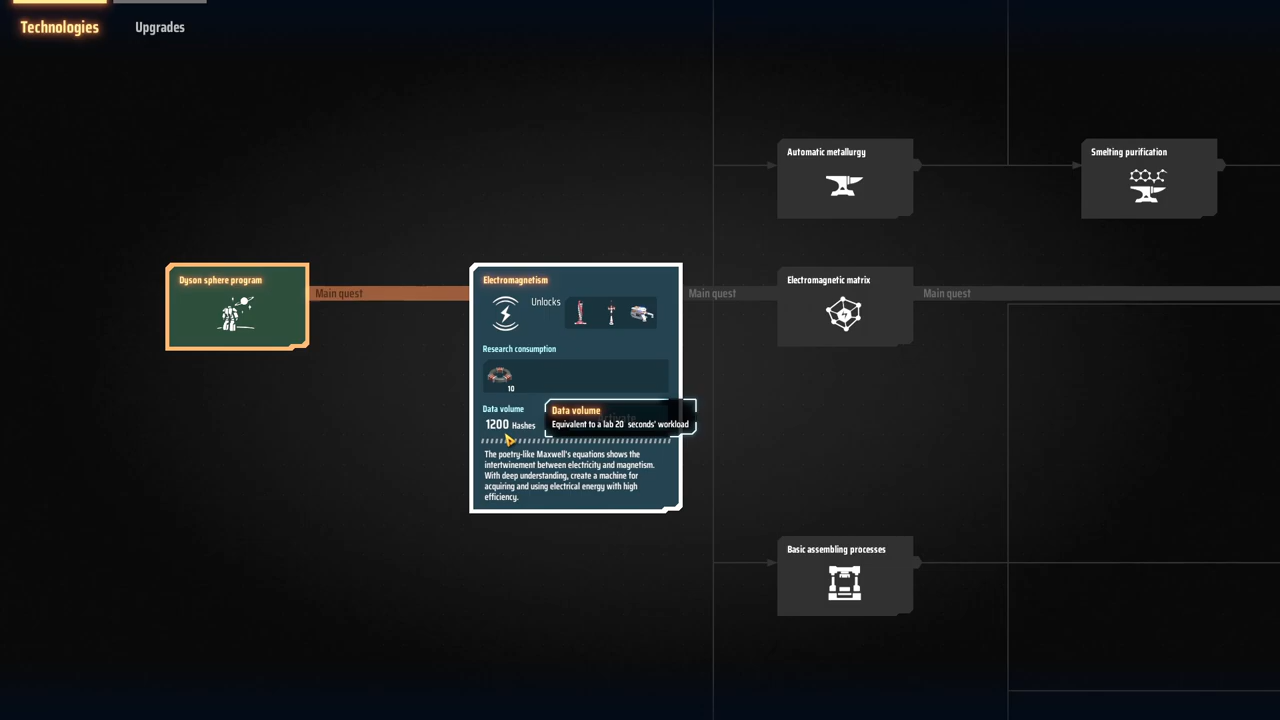 Technologies
Upgrades
Automatic metallurgy
Smelting purification
Dyson sphere program
Main quest
Electromagnetism
Unlocks
Research consumption
10
Data volume
1200 Hashes
Data volume
Equivalent to a lab 20 seconds' workload
The poetry-like Maxwell's equations shows the
intertwinement between electricity and magnetism.
With deep understanding, create a machine for
acquiring and using electrical energy with high
efficiency.
Main quest
Electromagnetic matrix
Main quest
Basic assembling processes